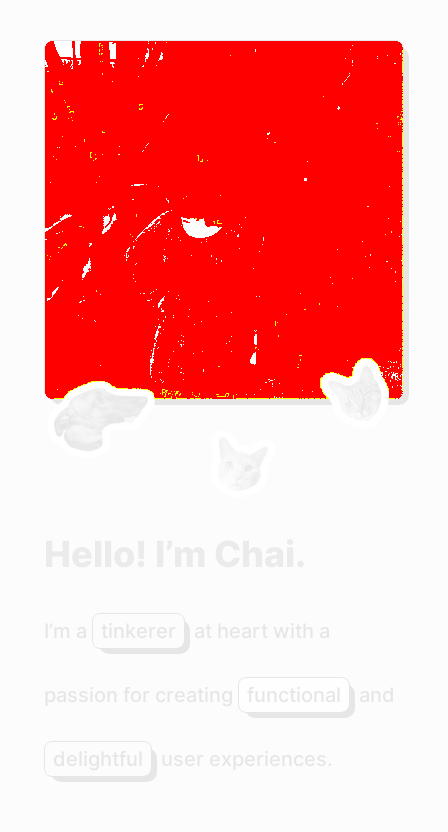 Hello! I’m Chai.
I’m a tinkerer at heart with a
passion for creating functional and
delightful user experiences.